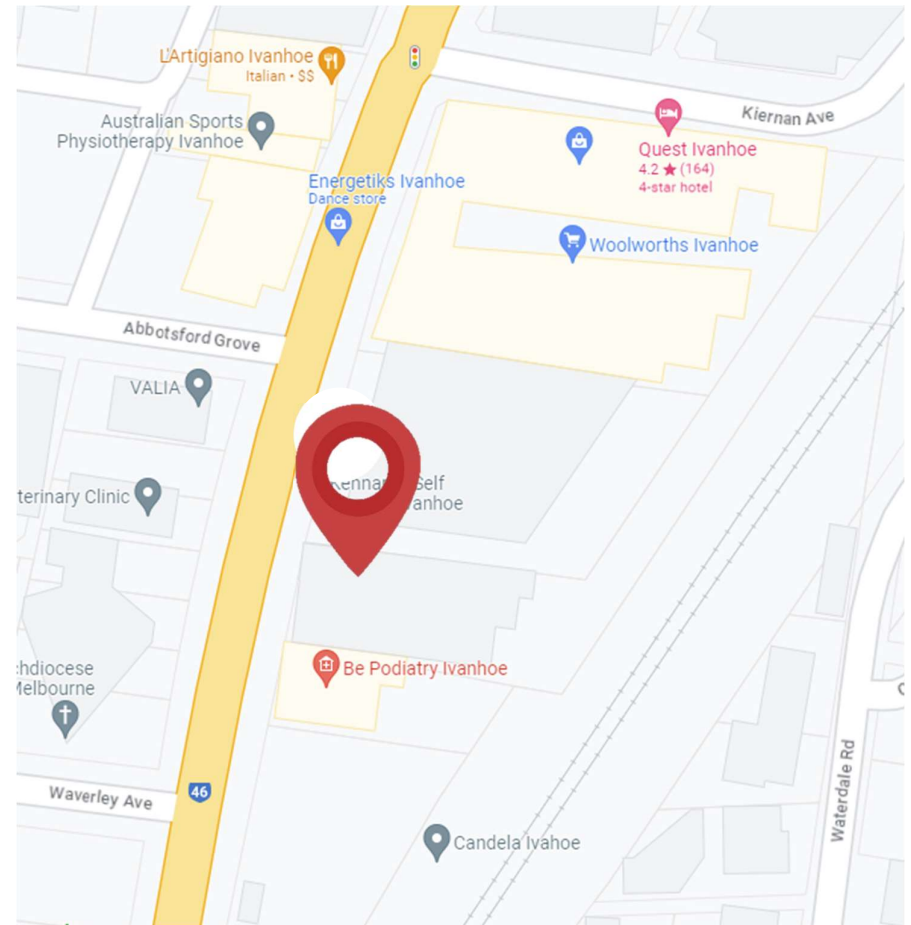 L'Artigiano Ivanhoe
Italian • $$
Australian Sports
Physiotherapy Ivanhoe
Kiernan Ave
Quest Ivanhoe
4.2 ★ (164)
4-star hotel
Energetiks Ivanhoe
Dance store
Woolworths Ivanhoe
Abbotsford Grove
VALIA
Self
terinary Clinic
anhoe
Be Podiatry Ivanhoe
chdiocese
Melbourne
46
Waverley Ave
Waterdale Rd
Candela Ivahoe